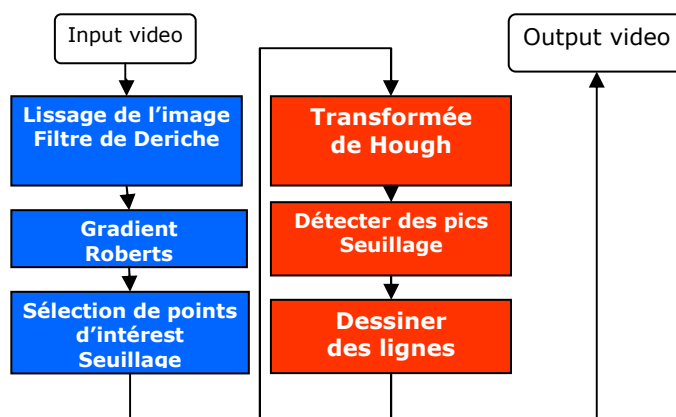 Input video
Lissage de l'image
Filtre de Deriche
Gradient
Roberts
Sélection de points
d'intérest
Seuillage
Transformée
de Hough
Détecter des pics
Seuillage
Dessiner
des lignes
Output video